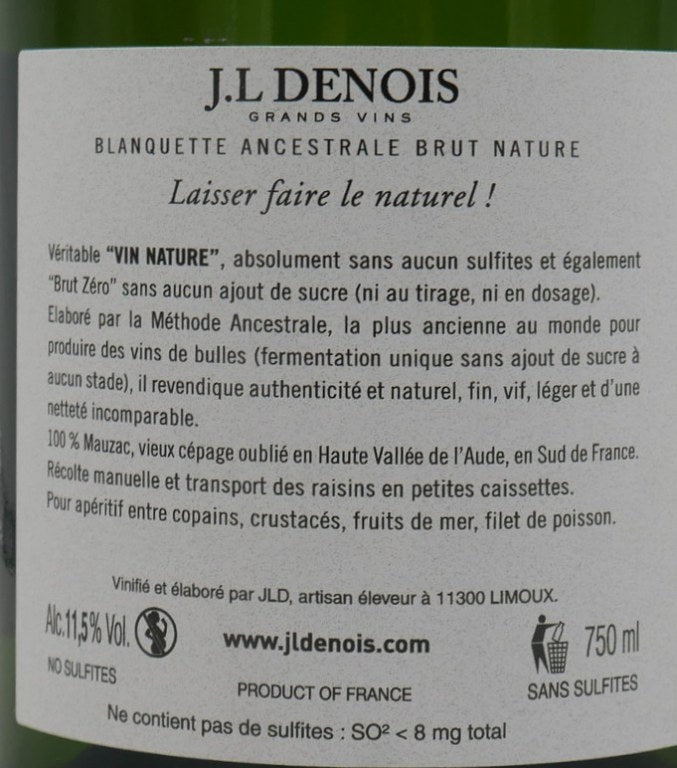 J.L DENOIS
GRANDS VINS
BLANQUETTE ANCESTRALE BRUT NATURE
Laisser faire le naturel !
Véritable “VIN NATURE”, absolument sans aucun sulfites et également
“Brut Zéro” sans aucun ajout de sucre (ni au tirage, ni en dosage).
Elaboré par la Méthode Ancestrale, la plus ancienne au monde pour
produire des vins de bulles (fermentation unique sans ajout de sucre à
aucun stade), il revendique authenticité et naturel, fin, vif, léger et d’une
netteté incomparable.
100 % Mauzac, vieux cépage oublié en Haute Vallée de l’Aude, en Sud de France.
Récolte manuelle et transport des raisins en petites caissettes.
Pour apéritif entre copains, crustacés, fruits de mer, filet de poisson.
Vinifié et élaboré par JLD, artisan éleveur à 11300 LIMOUX.
Alc.11,5% Vol. www.jldenois.com 750 ml
NO SULFITES PRODUCT OF FRANCE SANS SULFITES
Ne contient pas de sulfites : SO² < 8 mg total